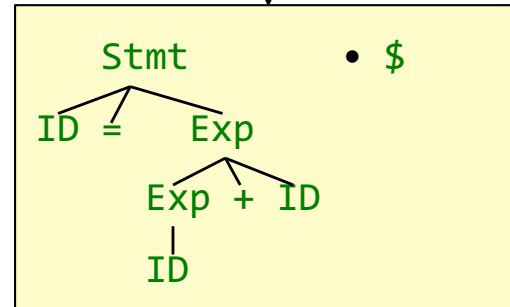 Stmt • $
ID = Exp
Exp + ID
ID